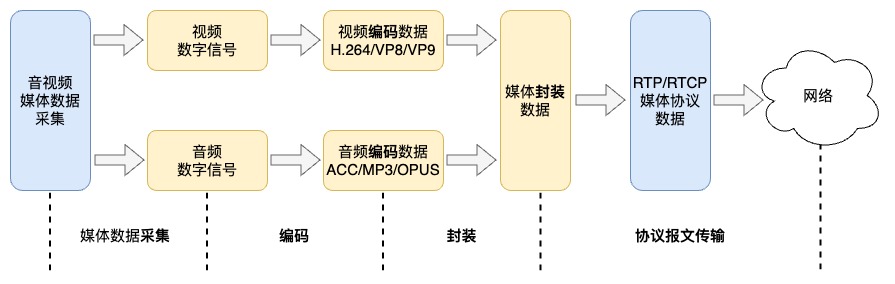 音视频
媒体数据
采集
视频
数字信号
视频编码数据
H.264/VP8/VP9
音频
数字信号
音频编码数据
ACC/MP3/OPUS
媒体封装
数据
RTP/RTCP
媒体协议
数据
网络
媒体数据采集
编码
封装
协议报文传输